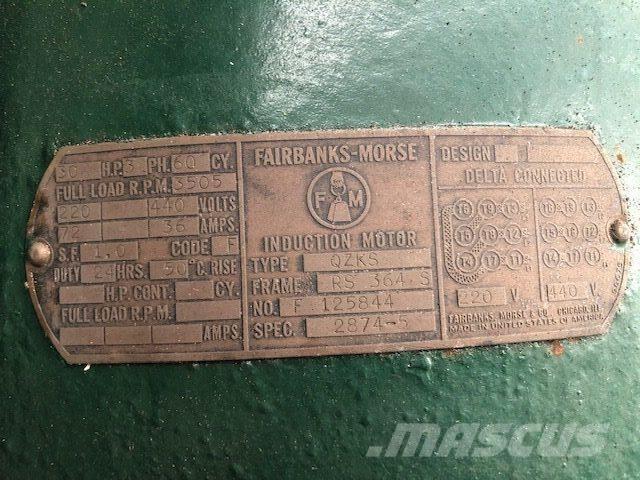 30 H.P. 3 PH. 60 CY.
FULL LOAD R.P.M. 3505
220 440 VOLTS
72 36 AMPS.
S.F. 1.0 CODE F
DUTY 24 HRS. 50 °C. RISE
H.P. CONT. CY.
FULL LOAD R.P.M.
AMPS.
FAIRBANKS-MORSE
F M
INDUCTION MOTOR
TYPE QZKS
FRAME RS 364 S
NO. F 125844
SPEC. 2874-5
DESIGN
DELTA CONNECTED
220 V. 440 V.
FAIRBANKS, MORSE & CO. CHICAGO, ILL.
MADE IN UNITED STATES OF AMERICA
MASCUS